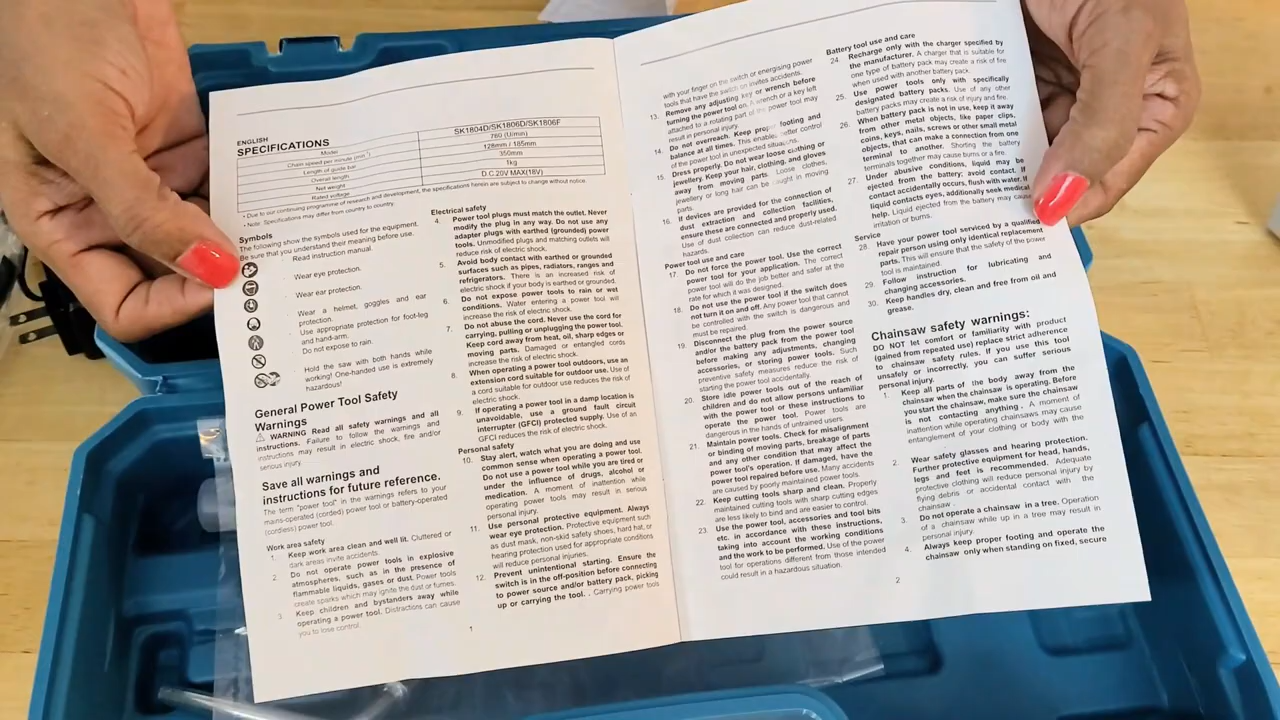 ENGLISH
SPECIFICATIONS
Model
SK1804D/SK1806D/SK1806F
Chain speed per minute (min⁻¹)
780 (U/min)
Length of guide bar
128mm / 185mm
Overall length
350mm
Net weight
1kg
Rated voltage
D.C.20V MAX(18V)
• Due to our continuing programme of research and development, the specifications herein are subject to change without notice.
• Note: Specifications may differ from country to country.
Symbols
The following show the symbols used for the equipment.
Be sure that you understand their meaning before use.
· Read instruction manual.
· Wear eye protection.
· Wear ear protection.
· Wear a helmet, goggles and ear
protection.
· Use appropriate protection for foot-leg
and hand-arm.
· Do not expose to rain.
· Hold the saw with both hands while
working! One-handed use is extremely
hazardous!
General Power Tool Safety
Warnings
⚠ WARNING Read all safety warnings and all
instructions. Failure to follow the warnings and
instructions may result in electric shock, fire and/or
serious injury.
Save all warnings and
instructions for future reference.
The term "power tool" in the warnings refers to your
mains-operated (corded) power tool or battery-operated
(cordless) power tool.
Work area safety
1. Keep work area clean and well lit. Cluttered or
dark areas invite accidents.
2. Do not operate power tools in explosive
atmospheres, such as in the presence of
flammable liquids, gases or dust. Power tools
create sparks which may ignite the dust or fumes.
3. Keep children and bystanders away while
operating a power tool. Distractions can cause
you to lose control.
Electrical safety
4. Power tool plugs must match the outlet. Never
modify the plug in any way. Do not use any
adapter plugs with earthed (grounded) power
tools. Unmodified plugs and matching outlets will
reduce risk of electric shock.
5. Avoid body contact with earthed or grounded
surfaces such as pipes, radiators, ranges and
refrigerators. There is an increased risk of
electric shock if your body is earthed or grounded.
6. Do not expose power tools to rain or wet
conditions. Water entering a power tool will
increase the risk of electric shock.
7. Do not abuse the cord. Never use the cord for
carrying, pulling or unplugging the power tool.
Keep cord away from heat, oil, sharp edges or
moving parts. Damaged or entangled cords
increase the risk of electric shock.
8. When operating a power tool outdoors, use an
extension cord suitable for outdoor use. Use of
a cord suitable for outdoor use reduces the risk of
electric shock.
9. If operating a power tool in a damp location is
unavoidable, use a ground fault circuit
interrupter (GFCI) protected supply. Use of an
GFCI reduces the risk of electric shock.
Personal safety
10. Stay alert, watch what you are doing and use
common sense when operating a power tool.
Do not use a power tool while you are tired or
under the influence of drugs, alcohol or
medication. A moment of inattention while
operating power tools may result in serious
personal injury.
11. Use personal protective equipment. Always
wear eye protection. Protective equipment such
as dust mask, non-skid safety shoes, hard hat, or
hearing protection used for appropriate conditions
will reduce personal injuries.
12. Prevent unintentional starting. Ensure the
switch is in the off-position before connecting
to power source and/or battery pack, picking
up or carrying the tool. . Carrying power tools
1
with your finger on the switch or energising power
tools that have the switch on invites accidents.
13. Remove any adjusting key or wrench before
turning the power tool on. A wrench or a key left
attached to a rotating part of the power tool may
result in personal injury.
14. Do not overreach. Keep proper footing and
balance at all times. This enables better control
of the power tool in unexpected situations.
15. Dress properly. Do not wear loose clothing or
jewellery. Keep your hair, clothing, and gloves
away from moving parts. Loose clothes,
jewellery or long hair can be caught in moving
parts.
16. If devices are provided for the connection of
dust extraction and collection facilities,
ensure these are connected and properly used.
Use of dust collection can reduce dust-related
hazards.
Power tool use and care
17. Do not force the power tool. Use the correct
power tool for your application. The correct
power tool will do the job better and safer at the
rate for which it was designed.
18. Do not use the power tool if the switch does
not turn it on and off. Any power tool that cannot
be controlled with the switch is dangerous and
must be repaired.
19. Disconnect the plug from the power source
and/or the battery pack from the power tool
before making any adjustments, changing
accessories, or storing power tools. Such
preventive safety measures reduce the risk of
starting the power tool accidentally.
20. Store idle power tools out of the reach of
children and do not allow persons unfamiliar
with the power tool or these instructions to
operate the power tool. Power tools are
dangerous in the hands of untrained users.
21. Maintain power tools. Check for misalignment
or binding of moving parts, breakage of parts
and any other condition that may affect the
power tool's operation. If damaged, have the
power tool repaired before use. Many accidents
are caused by poorly maintained power tools.
22. Keep cutting tools sharp and clean. Properly
maintained cutting tools with sharp cutting edges
are less likely to bind and are easier to control.
23. Use the power tool, accessories and tool bits
etc. in accordance with these instructions,
taking into account the working conditions
and the work to be performed. Use of the power
tool for operations different from those intended
could result in a hazardous situation.
Battery tool use and care
24. Recharge only with the charger specified by
the manufacturer. A charger that is suitable for
one type of battery pack may create a risk of fire
when used with another battery pack.
25. Use power tools only with specifically
designated battery packs. Use of any other
battery packs may create a risk of injury and fire.
26. When battery pack is not in use, keep it away
from other metal objects, like paper clips,
coins, keys, nails, screws or other small metal
objects, that can make a connection from one
terminal to another. Shorting the battery
terminals together may cause burns or a fire.
27. Under abusive conditions, liquid may be
ejected from the battery; avoid contact. If
contact accidentally occurs, flush with water. If
liquid contacts eyes, additionally seek medical
help. Liquid ejected from the battery may cause
irritation or burns.
Service
28. Have your power tool serviced by a qualified
repair person using only identical replacement
parts. This will ensure that the safety of the power
tool is maintained.
29. Follow instruction for lubricating and
changing accessories.
30. Keep handles dry, clean and free from oil and
grease.
Chainsaw safety warnings:
DO NOT let comfort or familiarity with product
(gained from repeated use) replace strict adherence
to chainsaw safety rules. If you use this tool
unsafely or incorrectly, you can suffer serious
personal injury.
1. Keep all parts of the body away from the
chainsaw when the chainsaw is operating. Before
you start the chainsaw, make sure the chainsaw
is not contacting anything . A moment of
inattention while operating chainsaws may cause
entanglement of your clothing or body with the
2. Wear safety glasses and hearing protection.
Further protective equipment for head, hands,
legs and feet is recommended. Adequate
protective clothing will reduce personal injury by
flying debris or accidental contact with the
chainsaw .
3. Do not operate a chainsaw in a tree. Operation
of a chainsaw while up in a tree may result in
personal injury.
4. Always keep proper footing and operate the
chainsaw only when standing on fixed, secure
2